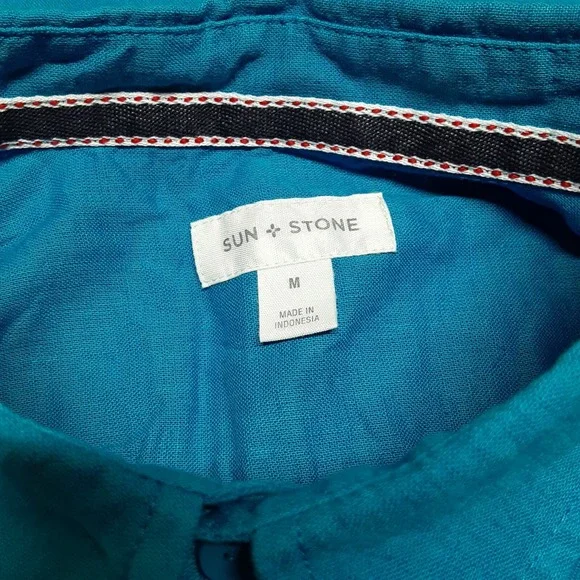 SUN + STONE
M
MADE IN
INDONESIA